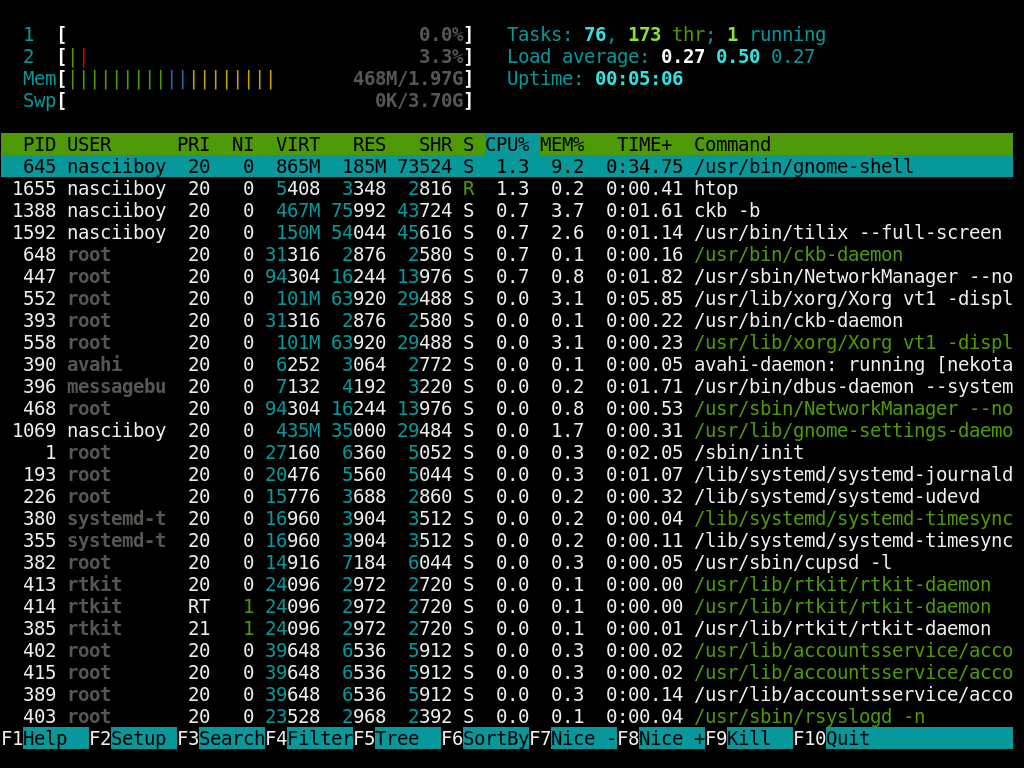 1 [ 0.0%] Tasks: 76, 173 thr; 1 running
2 [|| 3.3%] Load average: 0.27 0.50 0.27
Mem[||||||||||||||||||| 468M/1.97G] Uptime: 00:05:06
Swp[ 0K/3.70G]
PID USER PRI NI VIRT RES SHR S CPU% MEM% TIME+ Command
645 nasciiboy 20 0 865M 185M 73524 S 1.3 9.2 0:34.75 /usr/bin/gnome-shell
1655 nasciiboy 20 0 5408 3348 2816 R 1.3 0.2 0:00.41 htop
1388 nasciiboy 20 0 467M 75992 43724 S 0.7 3.7 0:01.61 ckb -b
1592 nasciiboy 20 0 150M 54044 45616 S 0.7 2.6 0:01.14 /usr/bin/tilix --full-screen
648 root 20 0 31316 2876 2580 S 0.7 0.1 0:00.16 /usr/bin/ckb-daemon
447 root 20 0 94304 16244 13976 S 0.7 0.8 0:01.82 /usr/sbin/NetworkManager --no
552 root 20 0 101M 63920 29488 S 0.0 3.1 0:05.85 /usr/lib/xorg/Xorg vt1 -displ
393 root 20 0 31316 2876 2580 S 0.0 0.1 0:00.22 /usr/bin/ckb-daemon
558 root 20 0 101M 63920 29488 S 0.0 3.1 0:00.23 /usr/lib/xorg/Xorg vt1 -displ
390 avahi 20 0 6252 3064 2772 S 0.0 0.1 0:00.05 avahi-daemon: running [nekota
396 messagebu 20 0 7132 4192 3220 S 0.0 0.2 0:01.71 /usr/bin/dbus-daemon --system
468 root 20 0 94304 16244 13976 S 0.0 0.8 0:00.53 /usr/sbin/NetworkManager --no
1069 nasciiboy 20 0 435M 35000 29484 S 0.0 1.7 0:00.31 /usr/lib/gnome-settings-daemo
1 root 20 0 27160 6360 5052 S 0.0 0.3 0:02.05 /sbin/init
193 root 20 0 20476 5560 5044 S 0.0 0.3 0:01.07 /lib/systemd/systemd-journald
226 root 20 0 15776 3688 2860 S 0.0 0.2 0:00.32 /lib/systemd/systemd-udevd
380 systemd-t 20 0 16960 3904 3512 S 0.0 0.2 0:00.04 /lib/systemd/systemd-timesync
355 systemd-t 20 0 16960 3904 3512 S 0.0 0.2 0:00.11 /lib/systemd/systemd-timesync
382 root 20 0 14916 7184 6044 S 0.0 0.3 0:00.05 /usr/sbin/cupsd -l
413 rtkit 20 0 24096 2972 2720 S 0.0 0.1 0:00.00 /usr/lib/rtkit/rtkit-daemon
414 rtkit RT 1 24096 2972 2720 S 0.0 0.1 0:00.00 /usr/lib/rtkit/rtkit-daemon
385 rtkit 21 1 24096 2972 2720 S 0.0 0.1 0:00.01 /usr/lib/rtkit/rtkit-daemon
402 root 20 0 39648 6536 5912 S 0.0 0.3 0:00.02 /usr/lib/accountsservice/acco
415 root 20 0 39648 6536 5912 S 0.0 0.3 0:00.02 /usr/lib/accountsservice/acco
389 root 20 0 39648 6536 5912 S 0.0 0.3 0:00.14 /usr/lib/accountsservice/acco
403 root 20 0 23528 2968 2392 S 0.0 0.1 0:00.04 /usr/sbin/rsyslogd -n
F1Help F2Setup F3SearchF4FilterF5Tree F6SortByF7Nice -F8Nice +F9Kill F10Quit